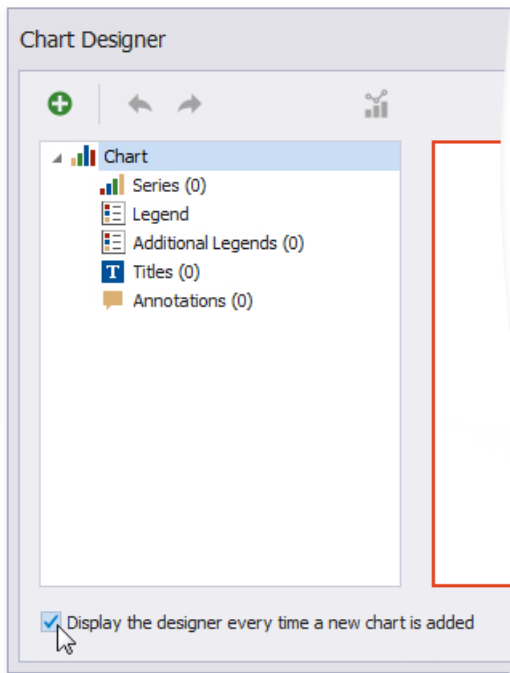 Chart Designer
Chart
Series (0)
Legend
Additional Legends (0)
T Titles (0)
Annotations (0)
Display the designer every time a new chart is added